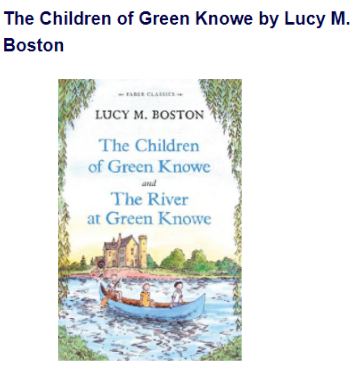 The Children of Green Knowe by Lucy M.
Boston
FABER CLASSICS
LUCY M. BOSTON
The Children
of Green Knowe
and
The River
at Green Knowe